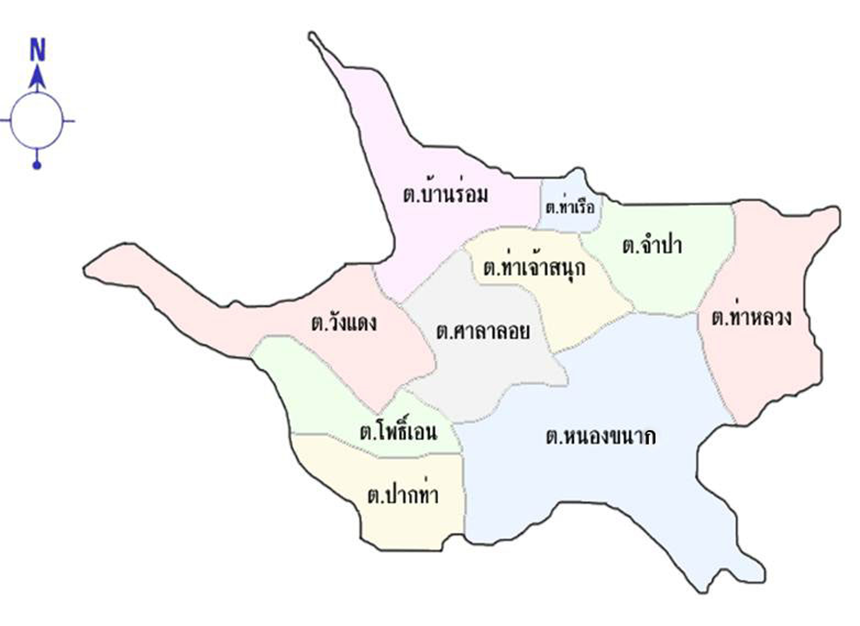 N
ต.บ้านร่อม
ต.ท่าเรือ
ต.จำปา
ต.ท่าเจ้าสนุก
ต.ท่าหลวง
ต.วังแดง
ต.ศาลาลอย
ต.โพธิ์เอน
ต.หนองขนาก
ต.ปากท่า